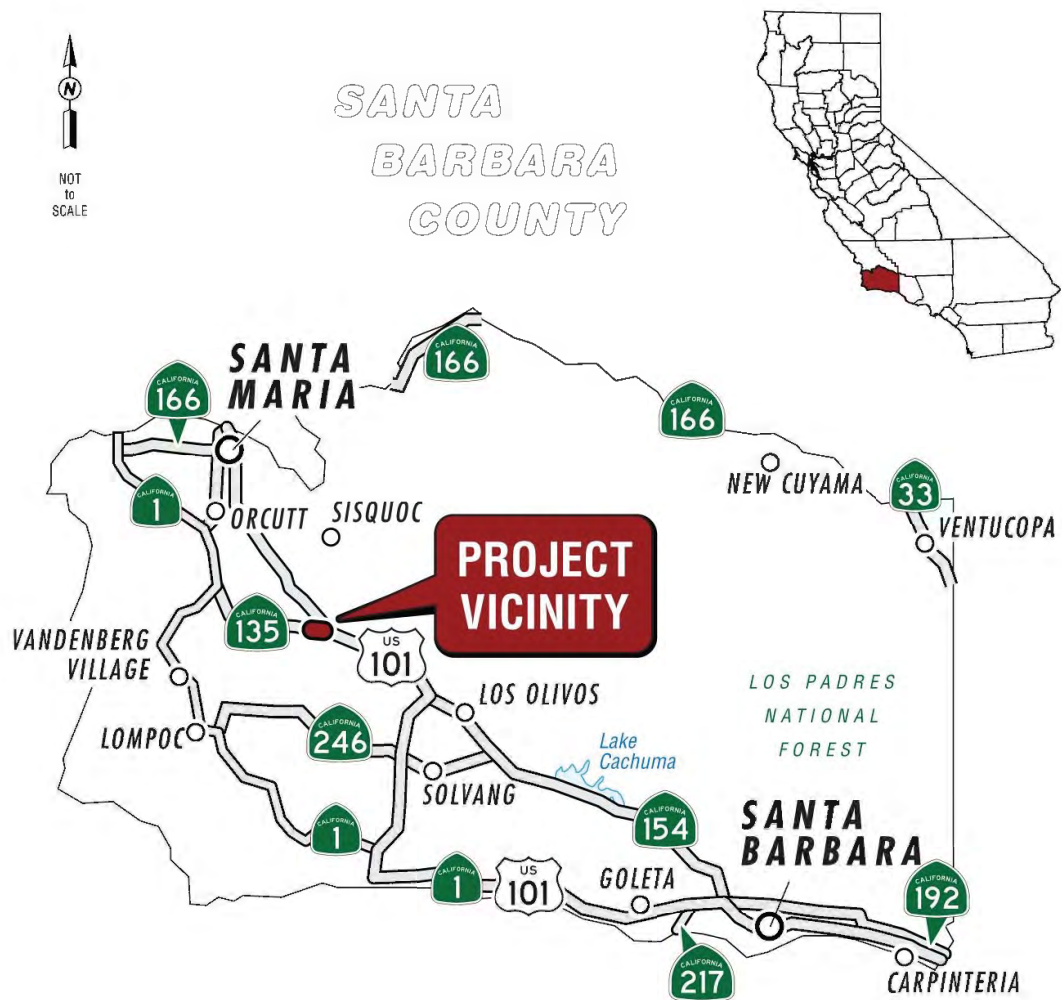 N
NOT
to
SCALE
SANTA
BARBARA
COUNTY
CALIFORNIA
166
SANTA
MARIA
CALIFORNIA
166
CALIFORNIA
166
NEW CUYAMA
CALIFORNIA
33
VENTUCOPA
CALIFORNIA
1
ORCUTT
SISQUOC
PROJECT
VICINITY
CALIFORNIA
135
US
101
VANDENBERG
VILLAGE
LOS OLIVOS
LOS PADRES
NATIONAL
FOREST
LOMPOC
CALIFORNIA
246
SOLVANG
Lake
Cachuma
CALIFORNIA
1
CALIFORNIA
154
SANTA
BARBARA
CALIFORNIA
1
US
101
GOLETA
CALIFORNIA
192
CALIFORNIA
217
CARPINTERIA